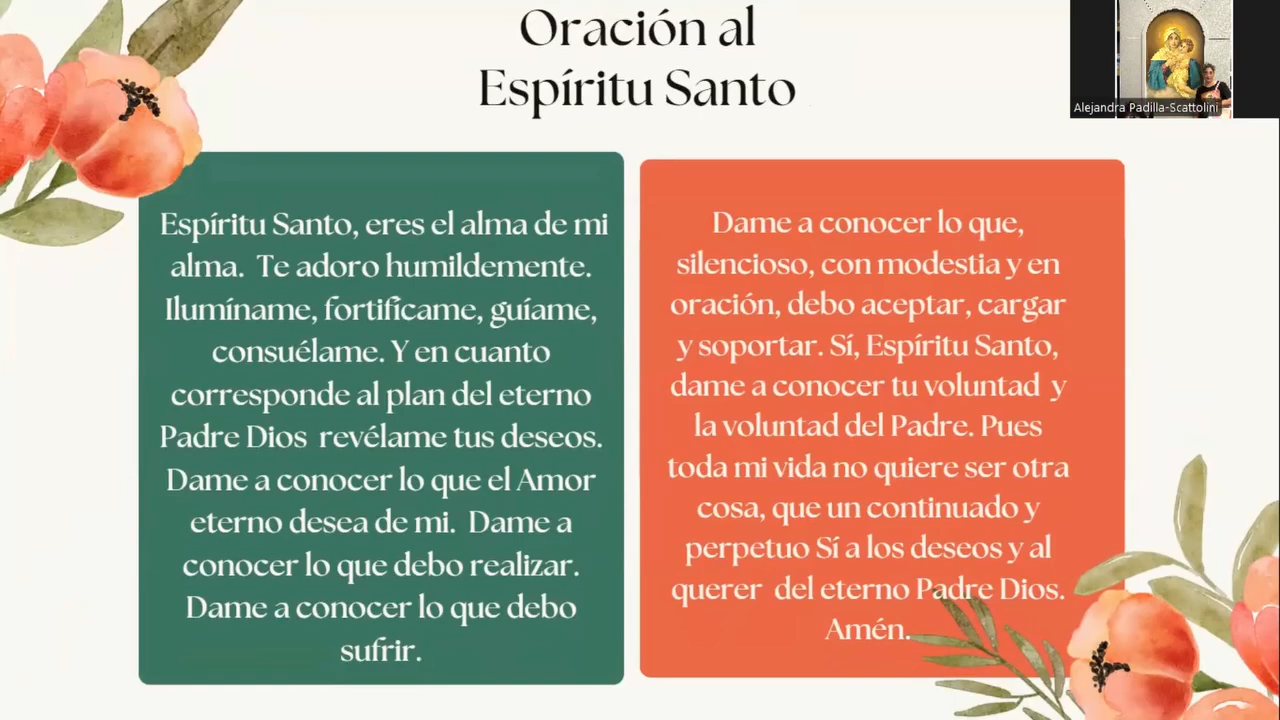 Oración al
Espíritu Santo
Alejandra Padilla-Scattolini
Espíritu Santo, eres el alma de mi
alma. Te adoro humildemente.
Ilumíname, fortifícame, guíame,
consuélame. Y en cuanto
corresponde al plan del eterno
Padre Dios revélame tus deseos.
Dame a conocer lo que el Amor
eterno desea de mi. Dame a
conocer lo que debo realizar.
Dame a conocer lo que debo
sufrir.
Dame a conocer lo que,
silencioso, con modestia y en
oración, debo aceptar, cargar
y soportar. Sí, Espíritu Santo,
dame a conocer tu voluntad y
la voluntad del Padre. Pues
toda mi vida no quiere ser otra
cosa, que un continuado y
perpetuo Sí a los deseos y al
querer del eterno Padre Dios.
Amén.